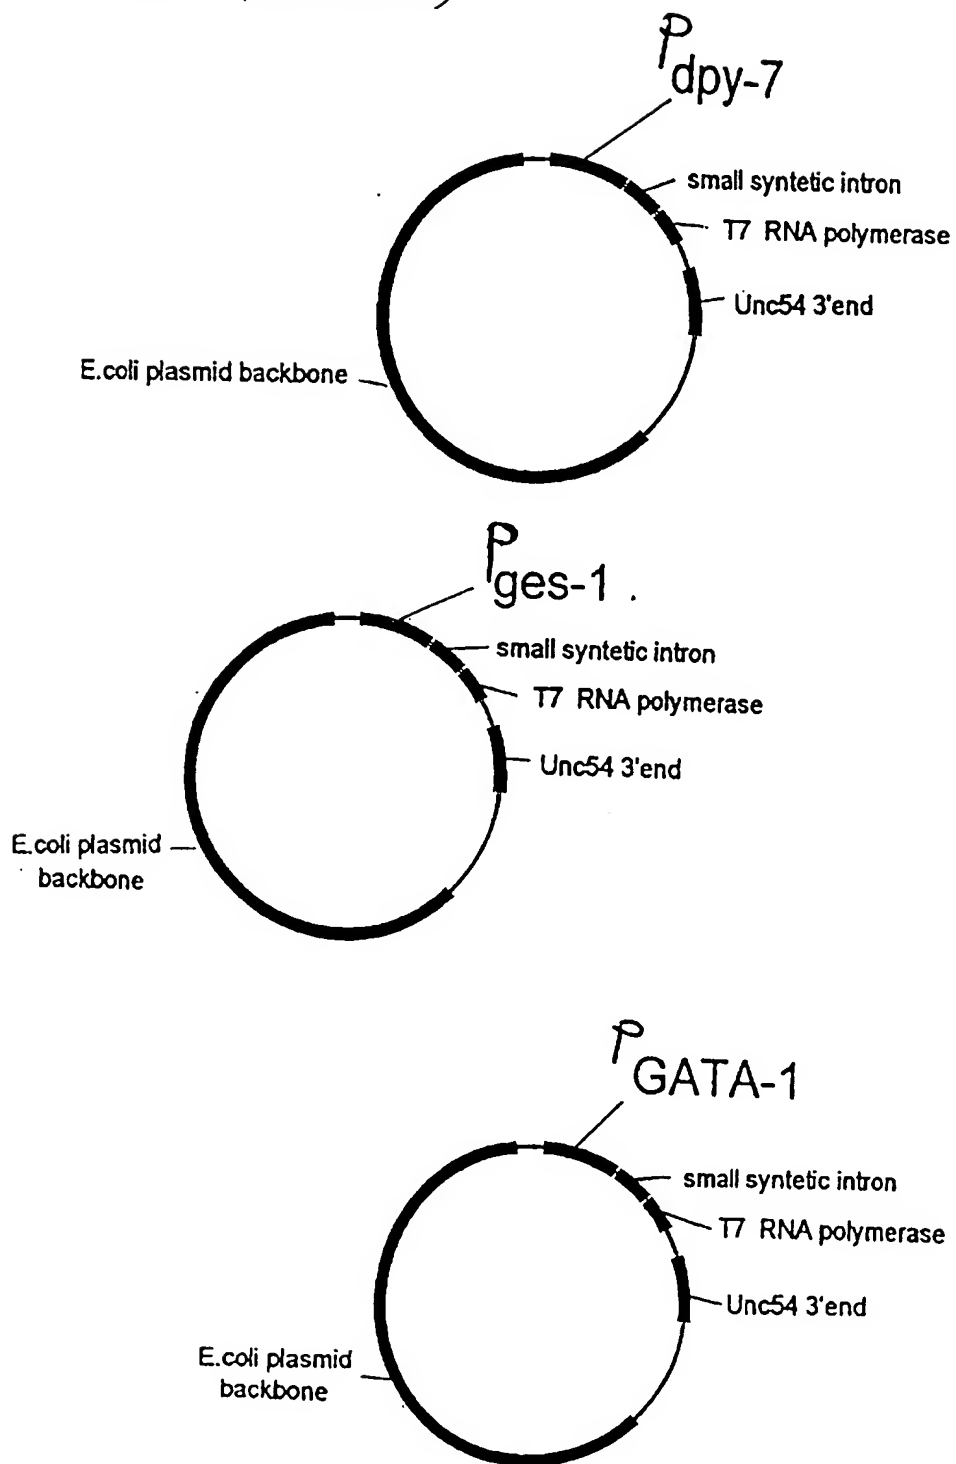 P dpy-7
small syntetic intron
T7 RNA polymerase
Unc54 3'end
E.coli plasmid backbone
P ges-1 .
small syntetic intron
T7 RNA polymerase
Unc54 3'end
E.coli plasmid
backbone
P GATA-1
small syntetic intron
T7 RNA polymerase
Unc54 3'end
E.coli plasmid
backbone